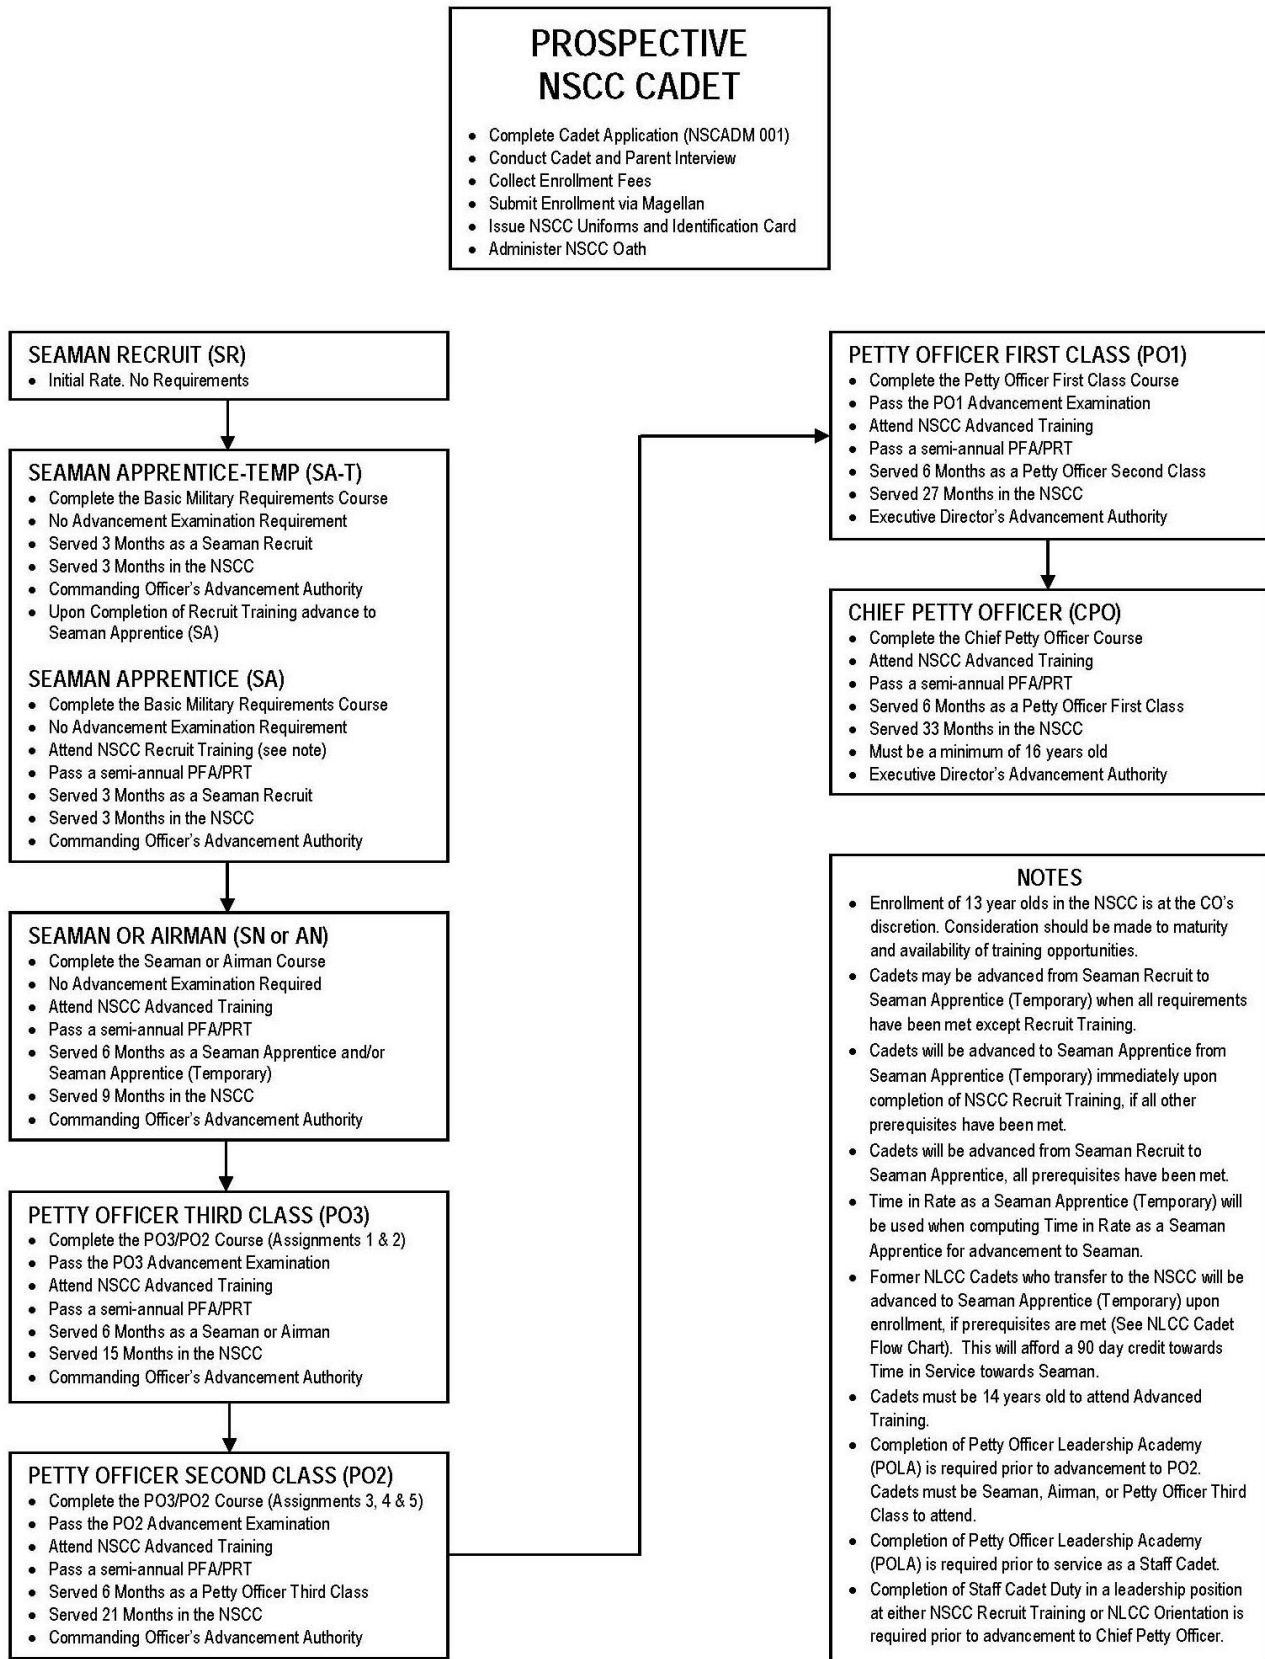 PROSPECTIVE
NSCC CADET
• Complete Cadet Application (NSCADM 001)
• Conduct Cadet and Parent Interview
• Collect Enrollment Fees
• Submit Enrollment via Magellan
• Issue NSCC Uniforms and Identification Card
• Administer NSCC Oath
SEAMAN RECRUIT (SR)
• Initial Rate. No Requirements
SEAMAN APPRENTICE-TEMP (SA-T)
• Complete the Basic Military Requirements Course
• No Advancement Examination Requirement
• Served 3 Months as a Seaman Recruit
• Served 3 Months in the NSCC
• Commanding Officer's Advancement Authority
• Upon Completion of Recruit Training advance to
Seaman Apprentice (SA)
SEAMAN APPRENTICE (SA)
• Complete the Basic Military Requirements Course
• No Advancement Examination Requirement
• Attend NSCC Recruit Training (see note)
• Pass a semi-annual PFA/PRT
• Served 3 Months as a Seaman Recruit
• Served 3 Months in the NSCC
• Commanding Officer's Advancement Authority
SEAMAN OR AIRMAN (SN or AN)
• Complete the Seaman or Airman Course
• No Advancement Examination Required
• Attend NSCC Advanced Training
• Pass a semi-annual PFA/PRT
• Served 6 Months as a Seaman Apprentice and/or
Seaman Apprentice (Temporary)
• Served 9 Months in the NSCC
• Commanding Officer's Advancement Authority
PETTY OFFICER THIRD CLASS (PO3)
• Complete the PO3/PO2 Course (Assignments 1 & 2)
• Pass the PO3 Advancement Examination
• Attend NSCC Advanced Training
• Pass a semi-annual PFA/PRT
• Served 6 Months as a Seaman or Airman
• Served 15 Months in the NSCC
• Commanding Officer's Advancement Authority
PETTY OFFICER SECOND CLASS (PO2)
• Complete the PO3/PO2 Course (Assignments 3, 4 & 5)
• Pass the PO2 Advancement Examination
• Attend NSCC Advanced Training
• Pass a semi-annual PFA/PRT
• Served 6 Months as a Petty Officer Third Class
• Served 21 Months in the NSCC
• Commanding Officer's Advancement Authority
PETTY OFFICER FIRST CLASS (PO1)
• Complete the Petty Officer First Class Course
• Pass the PO1 Advancement Examination
• Attend NSCC Advanced Training
• Pass a semi-annual PFA/PRT
• Served 6 Months as a Petty Officer Second Class
• Served 27 Months in the NSCC
• Executive Director's Advancement Authority
CHIEF PETTY OFFICER (CPO)
• Complete the Chief Petty Officer Course
• Attend NSCC Advanced Training
• Pass a semi-annual PFA/PRT
• Served 6 Months as a Petty Officer First Class
• Served 33 Months in the NSCC
• Must be a minimum of 16 years old
• Executive Director's Advancement Authority
NOTES
• Enrollment of 13 year olds in the NSCC is at the CO's
discretion. Consideration should be made to maturity
and availability of training opportunities.
• Cadets may be advanced from Seaman Recruit to
Seaman Apprentice (Temporary) when all requirements
have been met except Recruit Training.
• Cadets will be advanced to Seaman Apprentice from
Seaman Apprentice (Temporary) immediately upon
completion of NSCC Recruit Training, if all other
prerequisites have been met.
• Cadets will be advanced from Seaman Recruit to
Seaman Apprentice, all prerequisites have been met.
• Time in Rate as a Seaman Apprentice (Temporary) will
be used when computing Time in Rate as a Seaman
Apprentice for advancement to Seaman.
• Former NLCC Cadets who transfer to the NSCC will be
advanced to Seaman Apprentice (Temporary) upon
enrollment, if prerequisites are met (See NLCC Cadet
Flow Chart). This will afford a 90 day credit towards
Time in Service towards Seaman.
• Cadets must be 14 years old to attend Advanced
Training.
• Completion of Petty Officer Leadership Academy
(POLA) is required prior to advancement to PO2.
Cadets must be Seaman, Airman, or Petty Officer Third
Class to attend.
• Completion of Petty Officer Leadership Academy
(POLA) is required prior to service as a Staff Cadet.
• Completion of Staff Cadet Duty in a leadership position
at either NSCC Recruit Training or NLCC Orientation is
required prior to advancement to Chief Petty Officer.